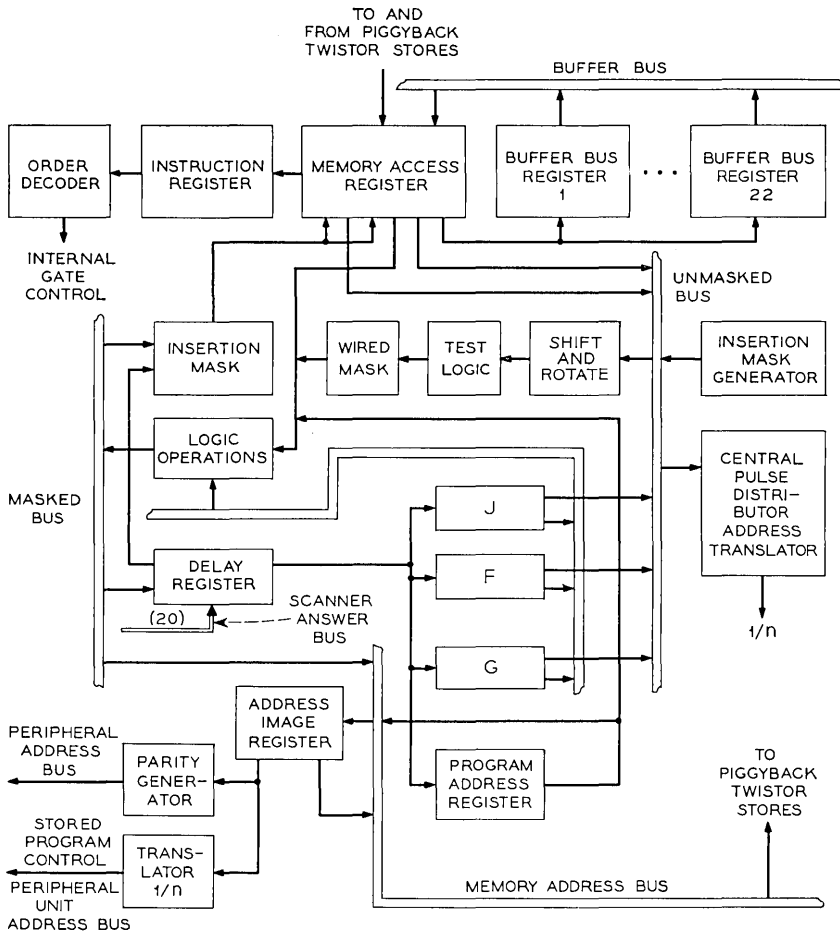 TO AND
FROM PIGGYBACK
TWISTOR STORES
BUFFER BUS
ORDER
DECODER
INSTRUCTION
REGISTER
MEMORY ACCESS
REGISTER
BUFFER BUS
REGISTER
1
• • •
BUFFER BUS
REGISTER
22
INTERNAL
GATE
CONTROL
UNMASKED
BUS
INSERTION
MASK
WIRED
MASK
TEST
LOGIC
SHIFT
AND
ROTATE
INSERTION
MASK
GENERATOR
LOGIC
OPERATIONS
MASKED
BUS
CENTRAL
PULSE
DISTRI-
BUTOR
ADDRESS
TRANSLATOR
J
F
G
DELAY
REGISTER
(20)
SCANNER
ANSWER
BUS
1/n
ADDRESS
IMAGE
REGISTER
PROGRAM
ADDRESS
REGISTER
PERIPHERAL
ADDRESS
BUS
PARITY
GENER-
ATOR
TO
PIGGYBACK
TWISTOR
STORES
STORED
PROGRAM
CONTROL
TRANS-
LATOR
1/n
PERIPHERAL
UNIT
ADDRESS BUS
MEMORY ADDRESS BUS